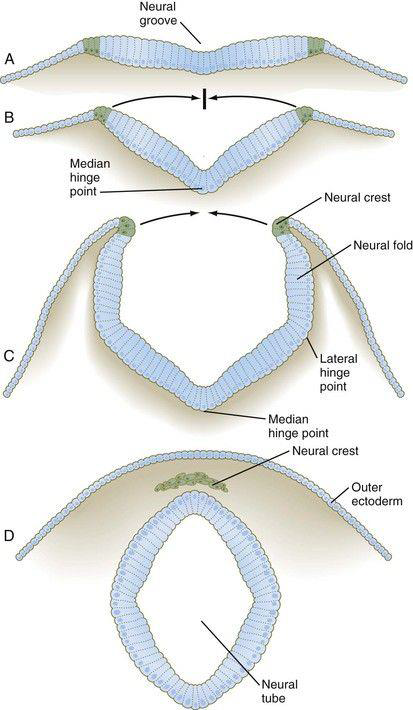 Neural
groove
A
B
Median
hinge
point
Neural crest
Neural fold
C
Lateral
hinge
point
Median
hinge point
Neural crest
Outer
ectoderm
D
Neural
tube